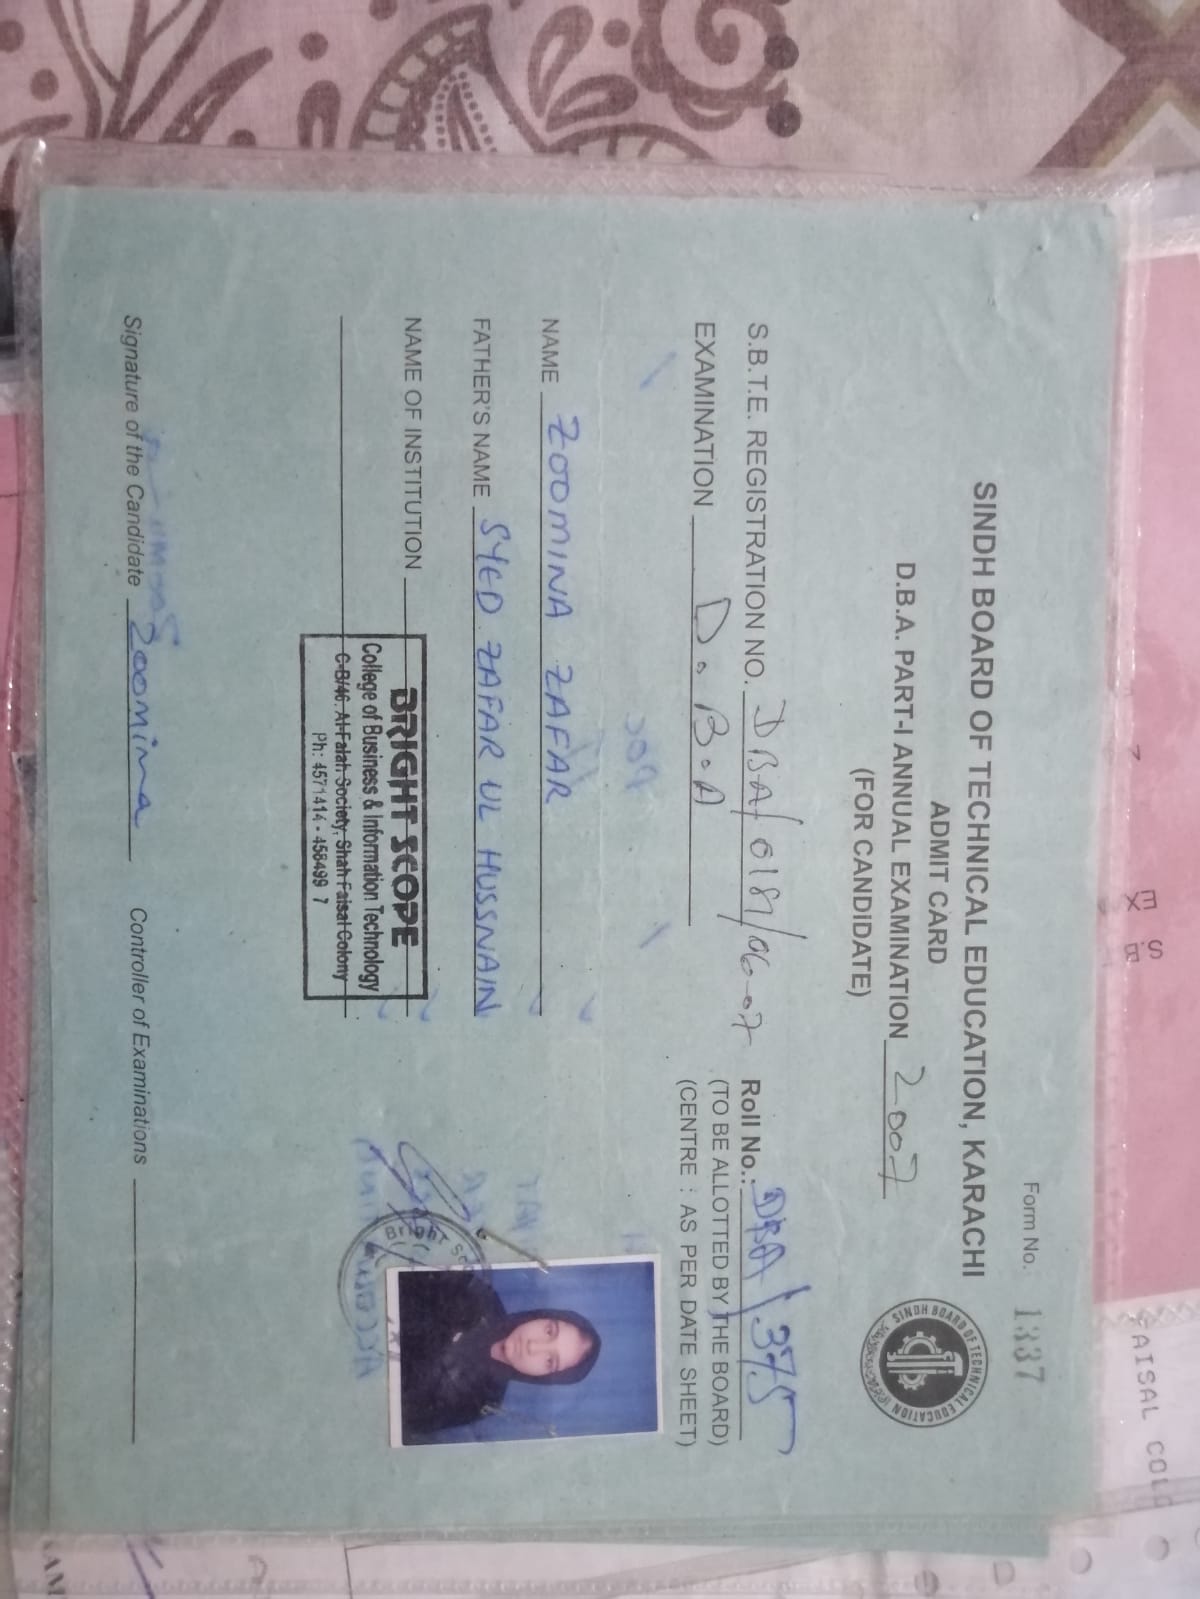 S.B
EX
AISAL COL
Form No. 1337
SINDH BOARD OF TECHNICAL EDUCATION, KARACHI
ADMIT CARD
D.B.A. PART-I ANNUAL EXAMINATION 2007
(FOR CANDIDATE)
SINDH BOARD OF TECHNICAL EDUCATION
S.B.T.E. REGISTRATION NO. DBA/0181/06-07
Roll No.: DBA/375
(TO BE ALLOTTED BY THE BOARD)
EXAMINATION D.B.A
(CENTRE : AS PER DATE SHEET)
NAME ZOOMINA ZAFAR
FATHER'S NAME SYED ZAFAR UL HUSSNAIN
NAME OF INSTITUTION
BRIGHT SCOPE
College of Business & Information Technology
C-B/46, Al-Falah Society, Shah Faisal Colony
Ph: 4571414 - 458499 7
Bright Sc
Signature of the Candidate Zoomina
Controller of Examinations